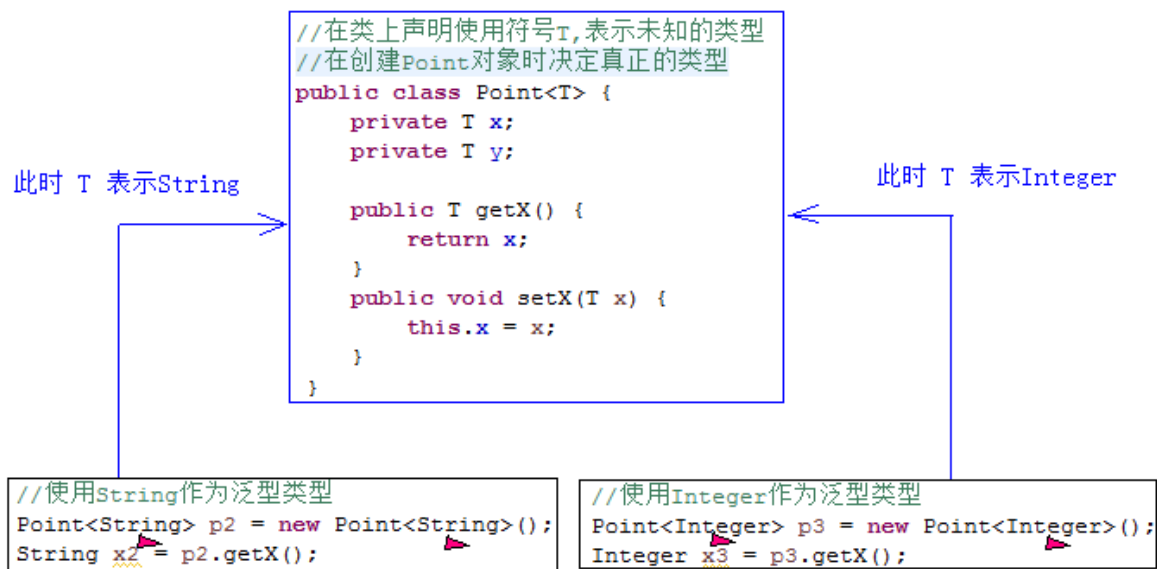 //在类上声明使用符号T,表示未知的类型
//在创建Point对象时决定真正的类型
public class Point<T> {
    private T x;
    private T y;
此时 T 表示String
此时 T 表示Integer
    public T getX() {
        return x;
    }
    public void setX(T x) {
        this.x = x;
    }
}
//使用String作为泛型类型
Point<String> p2 = new Point<String>();
String x2 = p2.getX();
//使用Integer作为泛型类型
Point<Integer> p3 = new Point<Integer>();
Integer x3 = p3.getX();